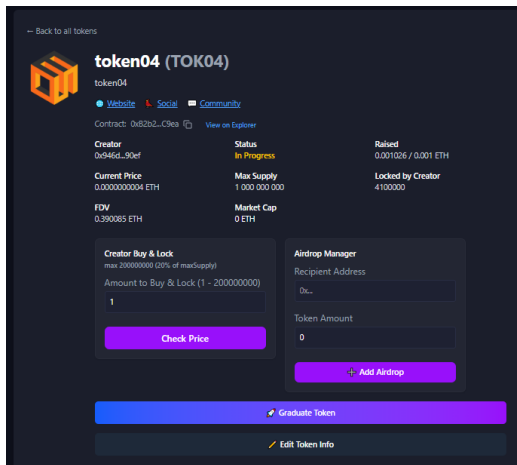 ← Back to all tokens
token04 (TOK04)
token04
Website Social Community
Contract: 0x82b2...C9ea View on Explorer
Creator Status Raised
0x946d...90ef In Progress 0.001026 / 0.001 ETH
Current Price Max Supply Locked by Creator
0.0000000004 ETH 1 000 000 000 4100000
FDV Market Cap
0.390085 ETH 0 ETH
Creator Buy & Lock
max 200000000 (20% of maxSupply)
Amount to Buy & Lock (1 - 200000000)
1
Check Price
Airdrop Manager
Recipient Address
0x...
Token Amount
0
Add Airdrop
Graduate Token
Edit Token Info